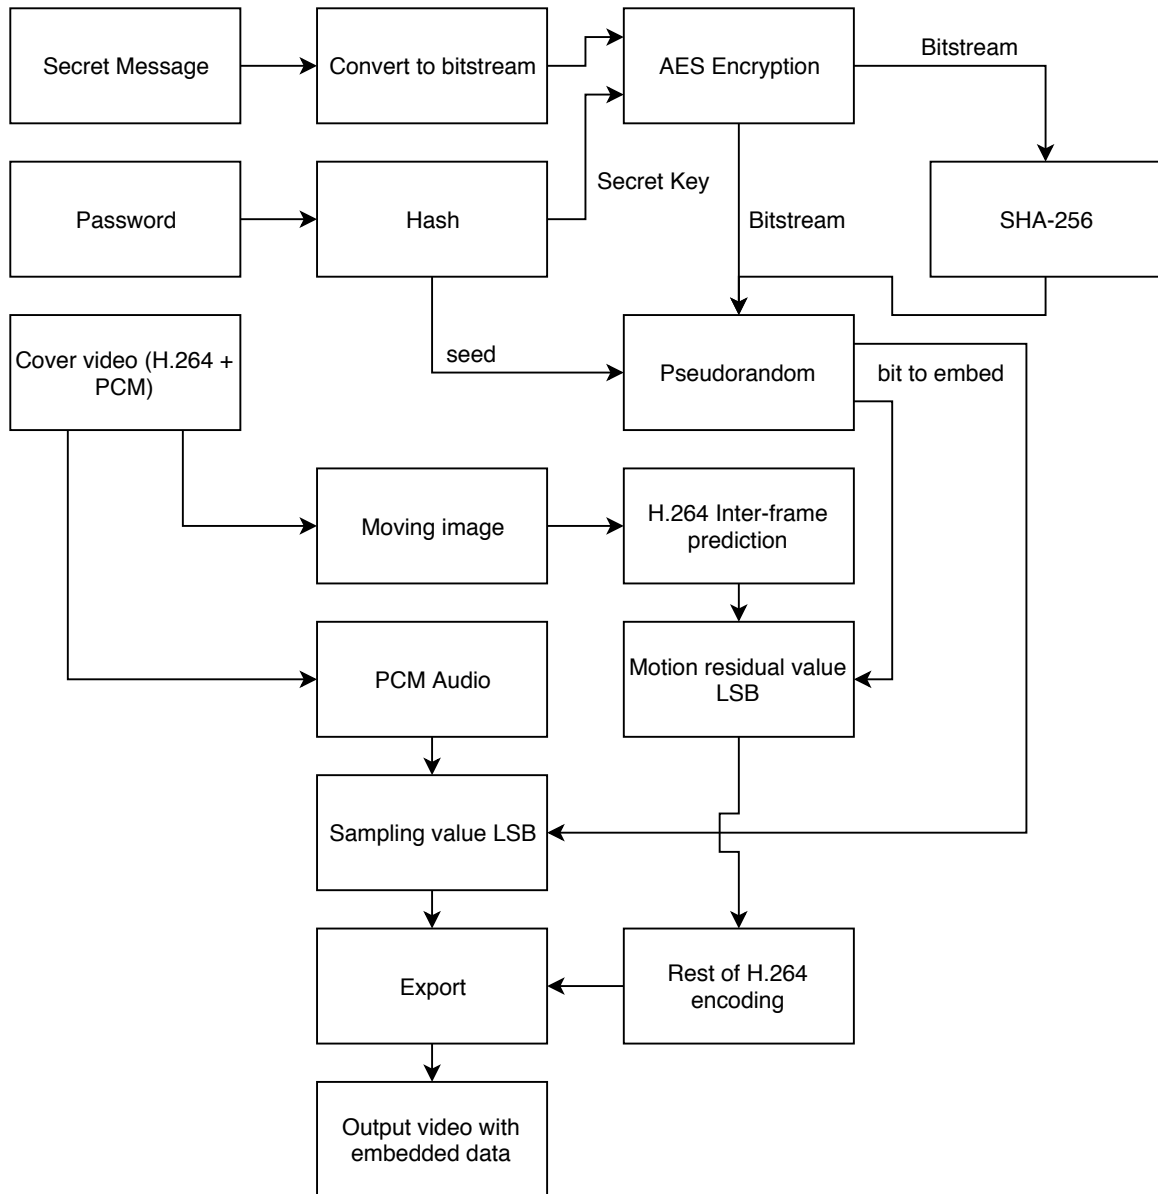 Secret Message
Convert to bitstream
AES Encryption
Bitstream
Password
Hash
Secret Key
Bitstream
SHA-256
Cover video (H.264 +
PCM)
seed
Pseudorandom
bit to embed
Moving image
H.264 Inter-frame
prediction
PCM Audio
Motion residual value
LSB
Sampling value LSB
Export
Rest of H.264
encoding
Output video with
embedded data